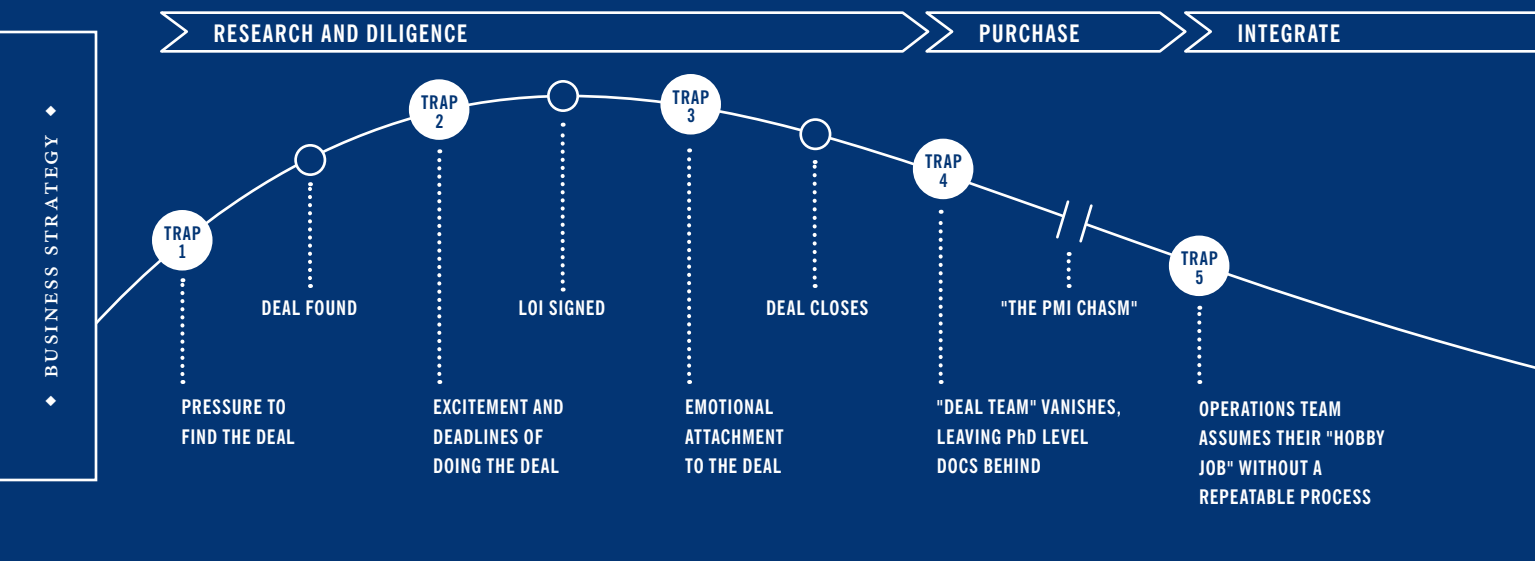 RESEARCH AND DILIGENCE
PURCHASE
INTEGRATE
◆ BUSINESS STRATEGY ◆
TRAP
1
TRAP
2
TRAP
3
TRAP
4
TRAP
5
DEAL FOUND
LOI SIGNED
DEAL CLOSES
"THE PMI CHASM"
PRESSURE TO
FIND THE DEAL
EXCITEMENT AND
DEADLINES OF
DOING THE DEAL
EMOTIONAL
ATTACHMENT
TO THE DEAL
"DEAL TEAM" VANISHES,
LEAVING PhD LEVEL
DOCS BEHIND
OPERATIONS TEAM
ASSUMES THEIR "HOBBY
JOB" WITHOUT A
REPEATABLE PROCESS